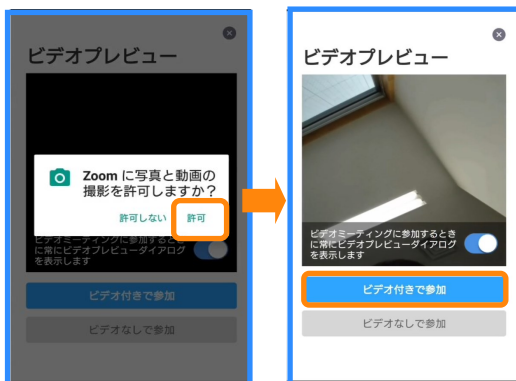 ビデオプレビュー
Zoom に写真と動画の
撮影を許可しますか？
許可しない 許可
ビデオミーティングに参加するとき
に常にビデオプレビューダイアログ
を表示します
ビデオ付きで参加
ビデオなしで参加
ビデオプレビュー
ビデオミーティングに参加するとき
に常にビデオプレビューダイアログ
を表示します
ビデオ付きで参加
ビデオなしで参加